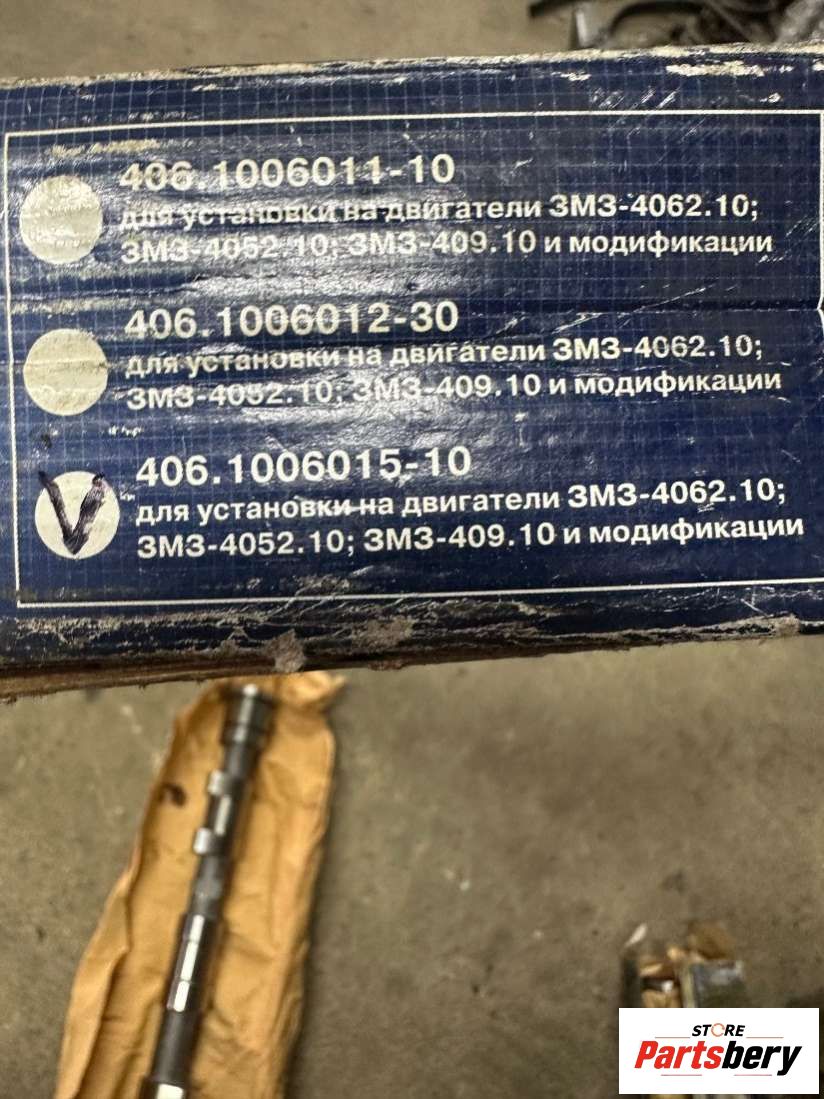 406.1006011-10
для установки на двигатели ЗМЗ-4062.10;
ЗМЗ-4052.10; ЗМЗ-409.10 и модификации
406.1006012-30
для установки на двигатели ЗМЗ-4062.10;
ЗМЗ-4052.10; ЗМЗ-409.10 и модификации
V
406.1006015-10
для установки на двигатели ЗМЗ-4062.10;
ЗМЗ-4052.10; ЗМЗ-409.10 и модификации
STORE
Partsbery